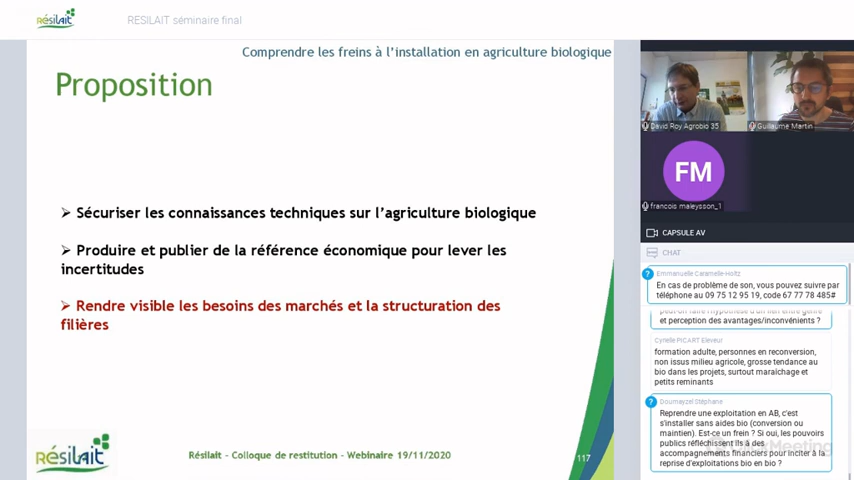 Résilait
RESILAIT séminaire final
Comprendre les freins à l'installation en agriculture biologique
Proposition
➢ Sécuriser les connaissances techniques sur l'agriculture biologique
➢ Produire et publier de la référence économique pour lever les
incertitudes
➢ Rendre visible les besoins des marchés et la structuration des
filières
Résilait
Résilait - Colloque de restitution - Webinaire 19/11/2020
117
David Roy Agrobio 35
Guillaume Martin
FM
francois maleysson_1
CAPSULE AV
CHAT
Emmanuelle Caramelle-Holtz
En cas de problème de son, vous pouvez suivre par
téléphone au 09 75 12 95 19, code 67 77 78 485#
et perception des avantages/inconvénients ?
Cyrielle PICART Eleveur
formation adulte, personnes en reconversion,
non issus milieu agricole, grosse tendance au
bio dans les projets, surtout maraîchage et
petits reminants
Doumayzel Stéphane
Reprendre une exploitation en AB, c'est
s'installer sans aides bio (conversion ou
maintien). Est-ce un frein ? Si oui, les pouvoirs
publics réfléchissent ils à des
accompagnements financiers pour inciter à la
reprise d'exploitations bio en bio ?